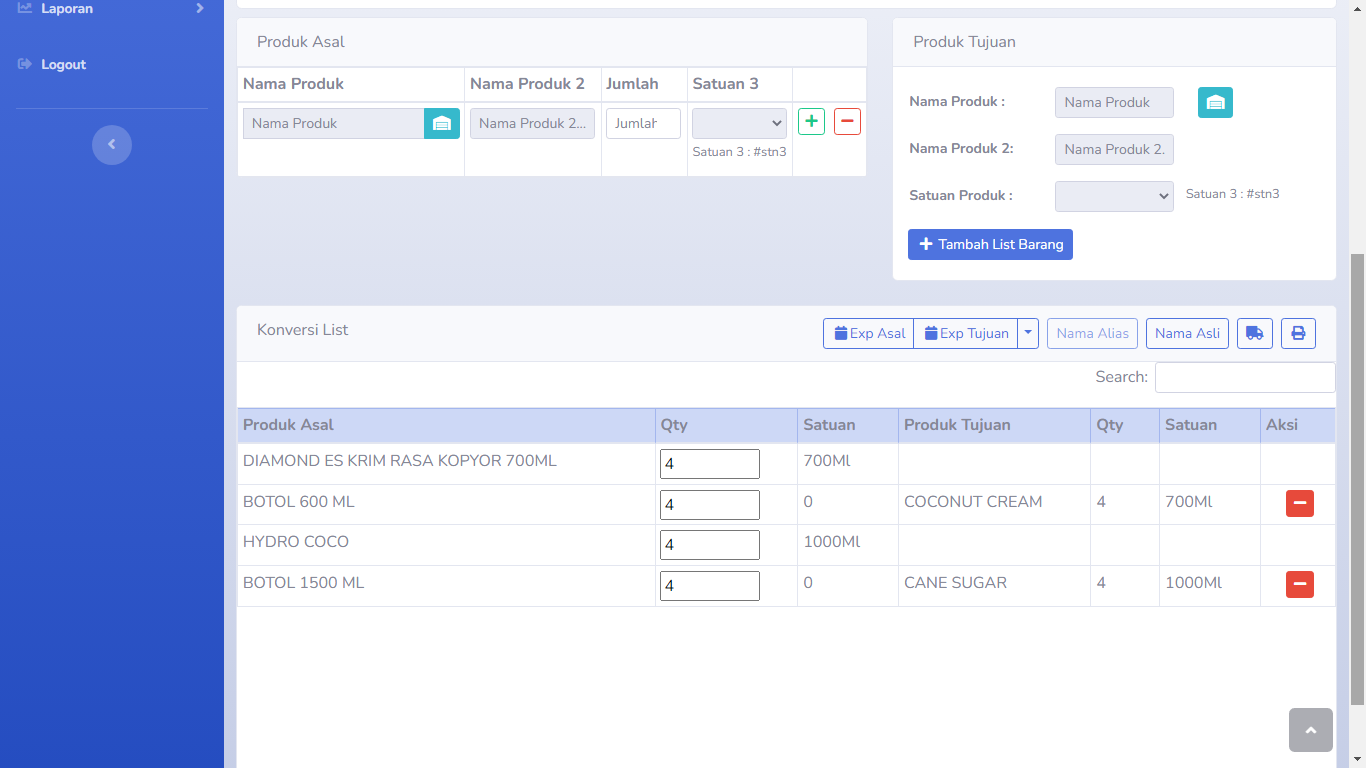 Laporan
Logout
Produk Asal
Nama Produk Nama Produk 2 Jumlah Satuan 3
Nama Produk Nama Produk 2... Jumlah
Satuan 3 : #stn3
Produk Tujuan
Nama Produk : Nama Produk
Nama Produk 2: Nama Produk 2.
Satuan Produk : Satuan 3 : #stn3
Tambah List Barang
Konversi List Exp Asal Exp Tujuan Nama Alias Nama Asli
Search:
Produk Asal Qty Satuan Produk Tujuan Qty Satuan Aksi
DIAMOND ES KRIM RASA KOPYOR 700ML 4 700Ml
BOTOL 600 ML 4 0 COCONUT CREAM 4 700Ml
HYDRO COCO 4 1000Ml
BOTOL 1500 ML 4 0 CANE SUGAR 4 1000Ml